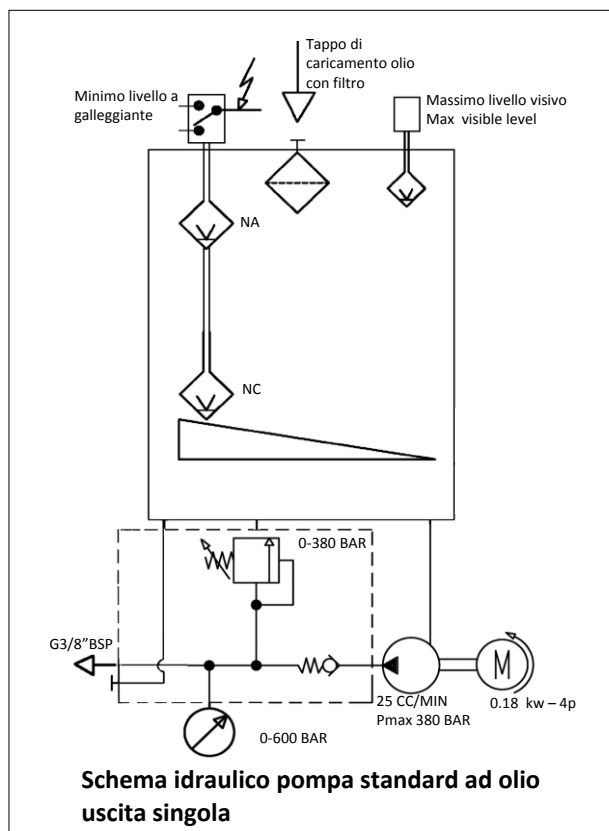 Tappo di
caricamento olio
con filtro
Minimo livello a
galleggiante
Massimo livello visivo
Max visible level
NA
NC
0-380 BAR
G3/8”BSP
M
25 CC/MIN
Pmax 380 BAR
0.18 kw – 4p
0-600 BAR
Schema idraulico pompa standard ad olio
uscita singola